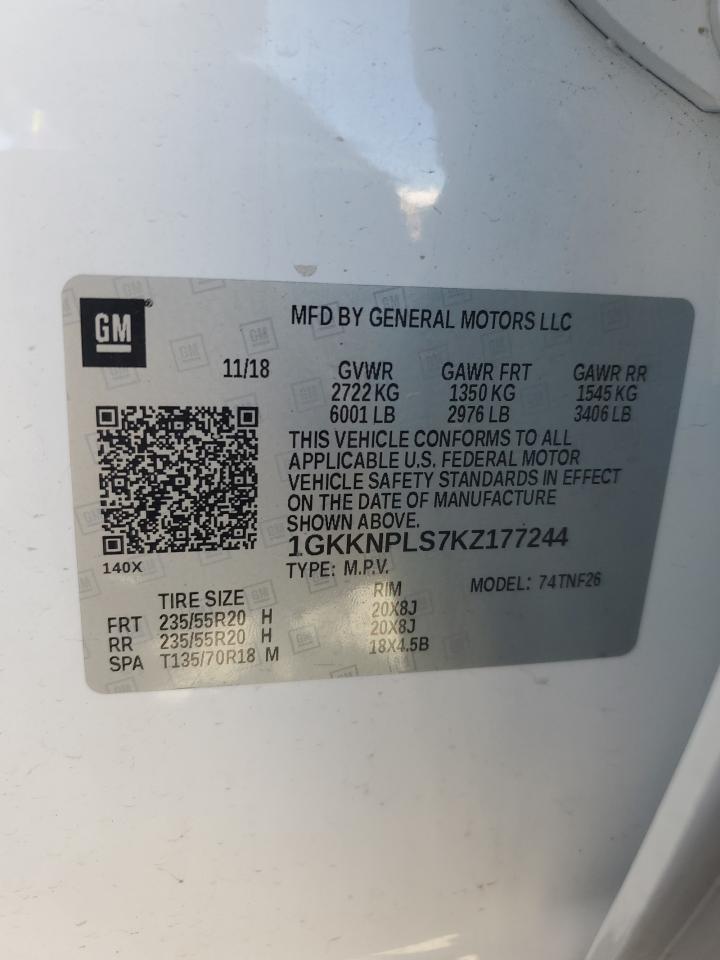 GM ®
MFD BY GENERAL MOTORS LLC
11/18 GVWR GAWR FRT GAWR RR
2722 KG 1350 KG 1545 KG
6001 LB 2976 LB 3406 LB
THIS VEHICLE CONFORMS TO ALL
APPLICABLE U.S. FEDERAL MOTOR
VEHICLE SAFETY STANDARDS IN EFFECT
ON THE DATE OF MANUFACTURE
SHOWN ABOVE.
1GKKNPLS7KZ177244
140X
TYPE: M.P.V. MODEL: 74TNF26
TIRE SIZE RIM
FRT 235/55R20 H 20X8J
RR 235/55R20 H 20X8J
SPA T135/70R18 M 18X4.5B